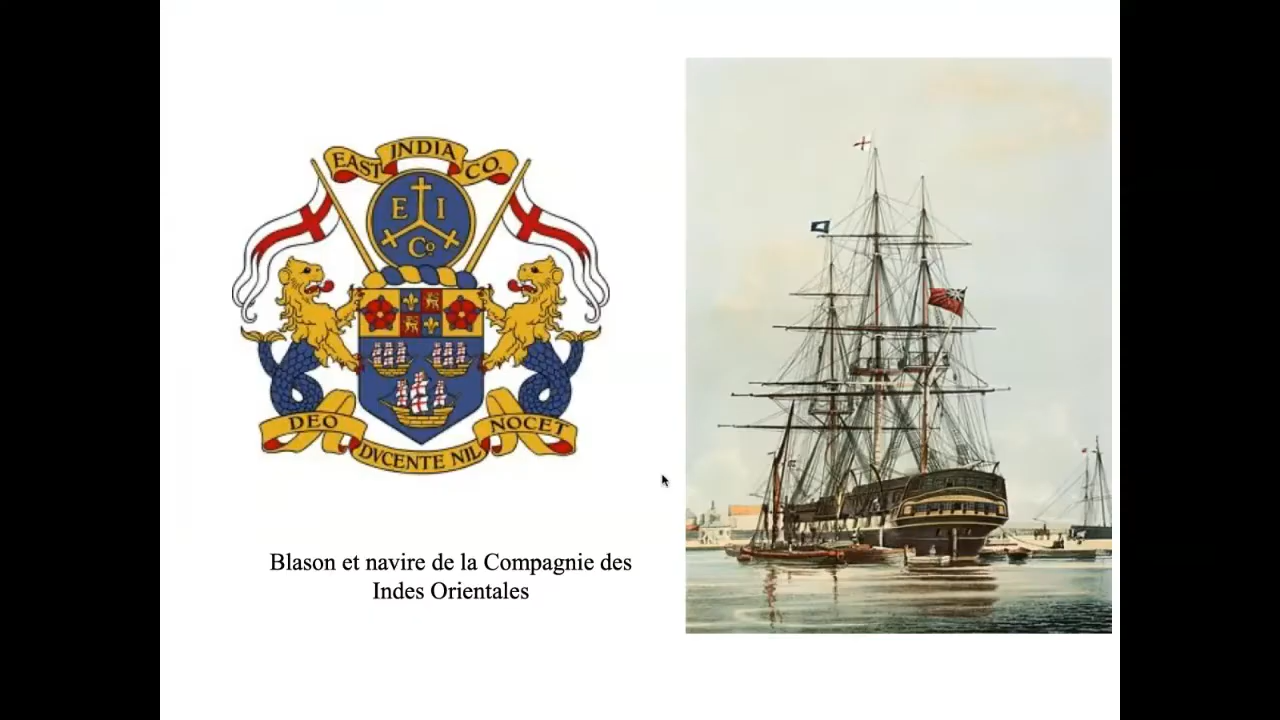 EAST INDIA CO.
E I
Co
DEO DVCENTE NIL NOCET
Blason et navire de la Compagnie des
Indes Orientales